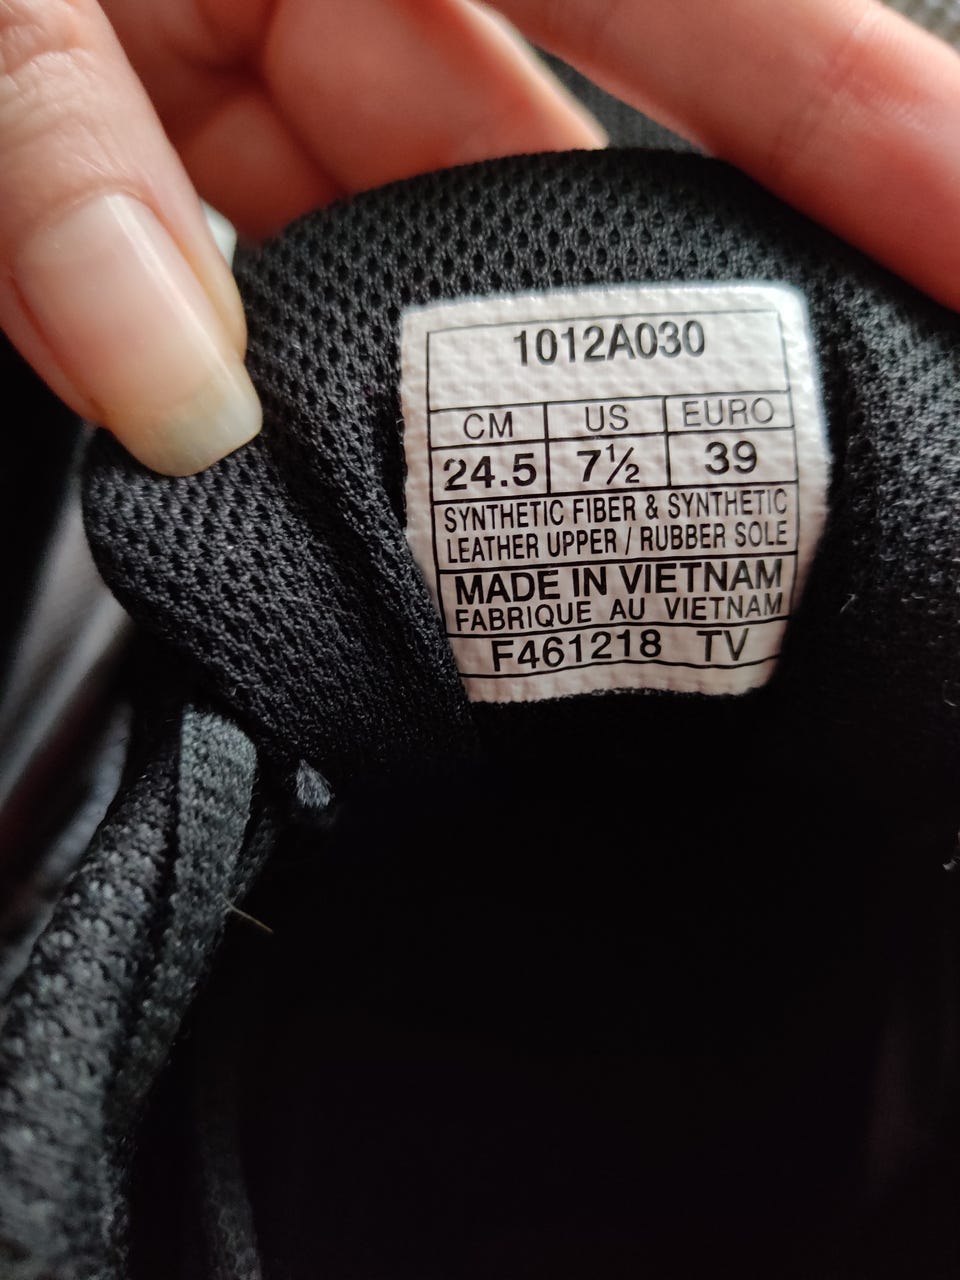 1012A030
CM US EURO
24.5 7½ 39
SYNTHETIC FIBER & SYNTHETIC
LEATHER UPPER / RUBBER SOLE
MADE IN VIETNAM
FABRIQUE AU VIETNAM
F461218 TV